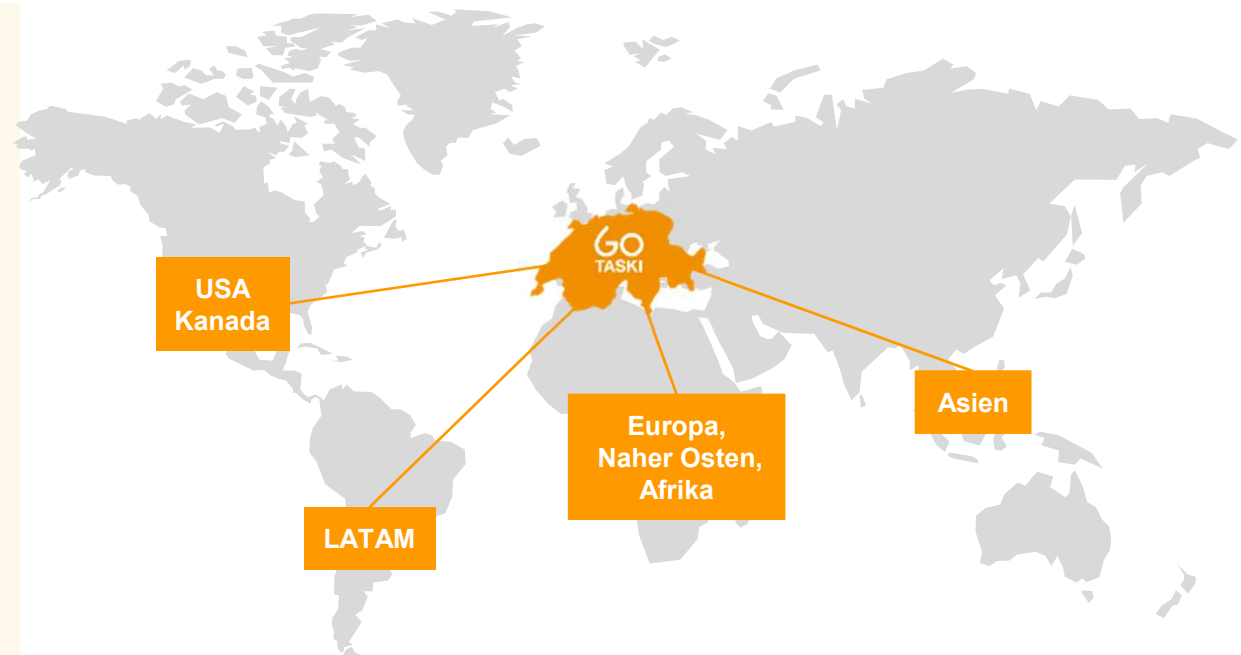 GO
TASKI
USA
Kanada
Asien
Europa,
Naher Osten,
Afrika
LATAM